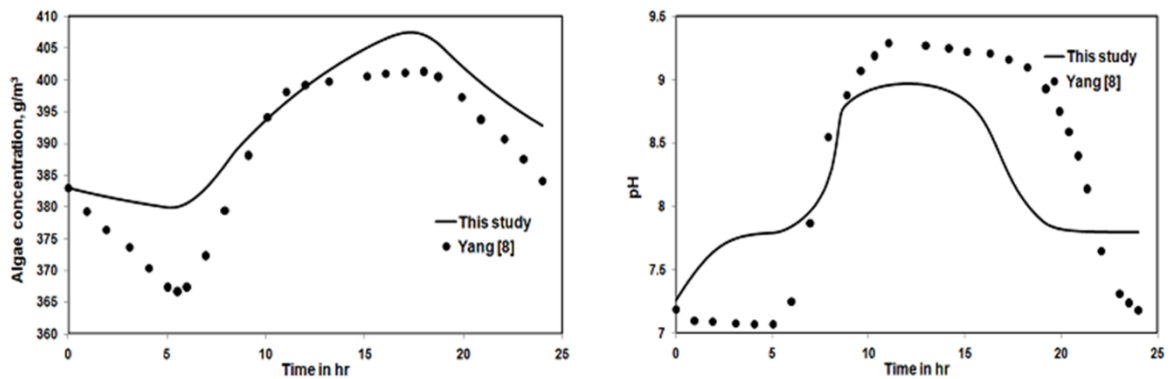 410
405
400
395
390
385
380
375
370
365
360
Algae concentration, g/m³
This study
Yang [8]
0 5 10 15 20 25
Time in hr
9.5
9
8.5
8
7.5
7
pH
This study
Yang [8]
0 5 10 15 20 25
Time in hr